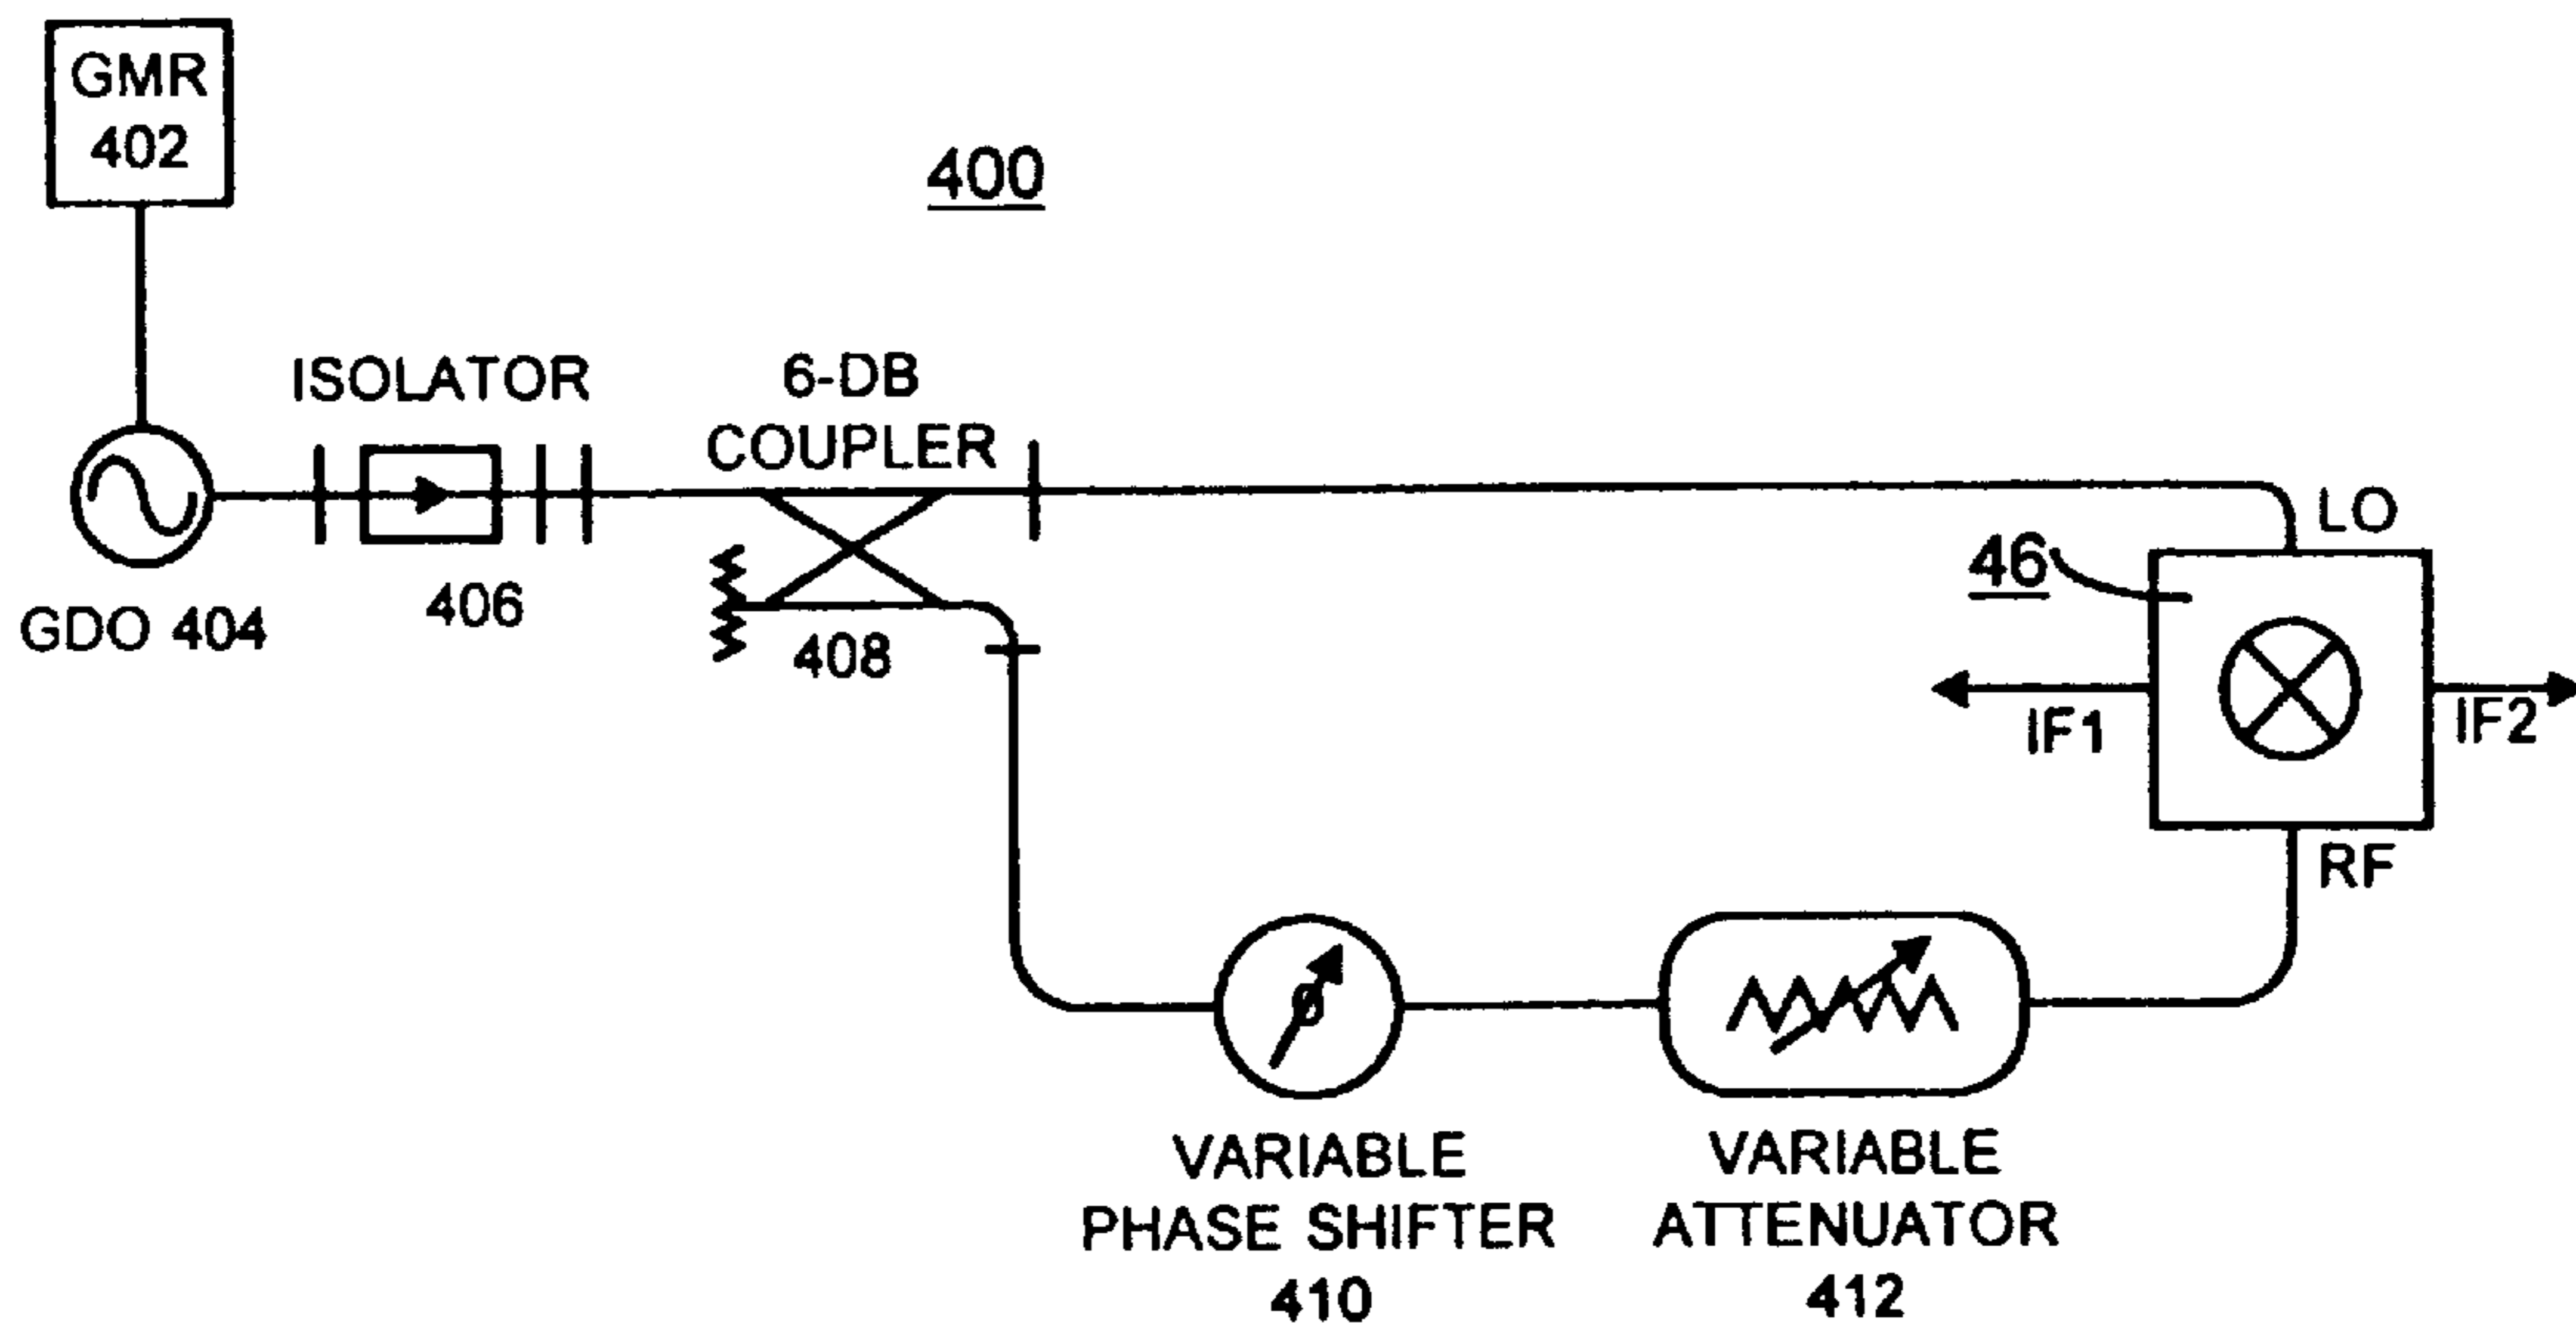 GMR
402
400
ISOLATOR
6-DB
COUPLER
LO
46
GDO 404
406
408
IF1
IF2
RF
VARIABLE
PHASE SHIFTER
410
VARIABLE
ATTENUATOR
412